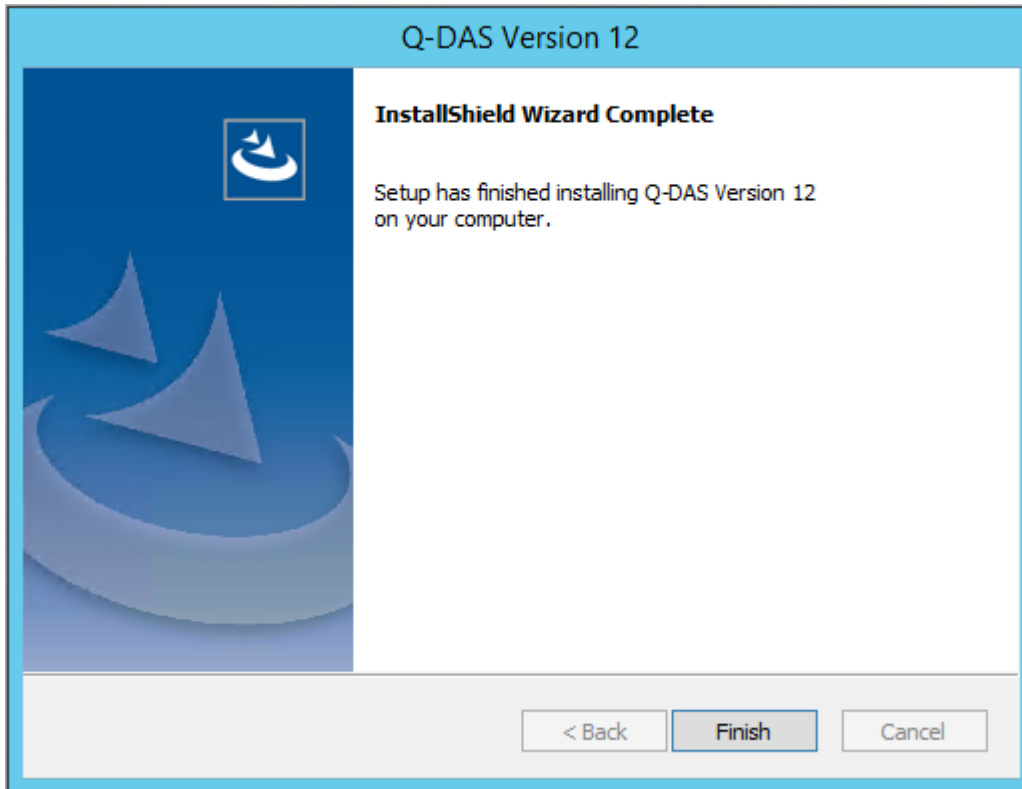 Q-DAS Version 12
InstallShield Wizard Complete
Setup has finished installing Q-DAS Version 12
on your computer.
< Back
Finish
Cancel